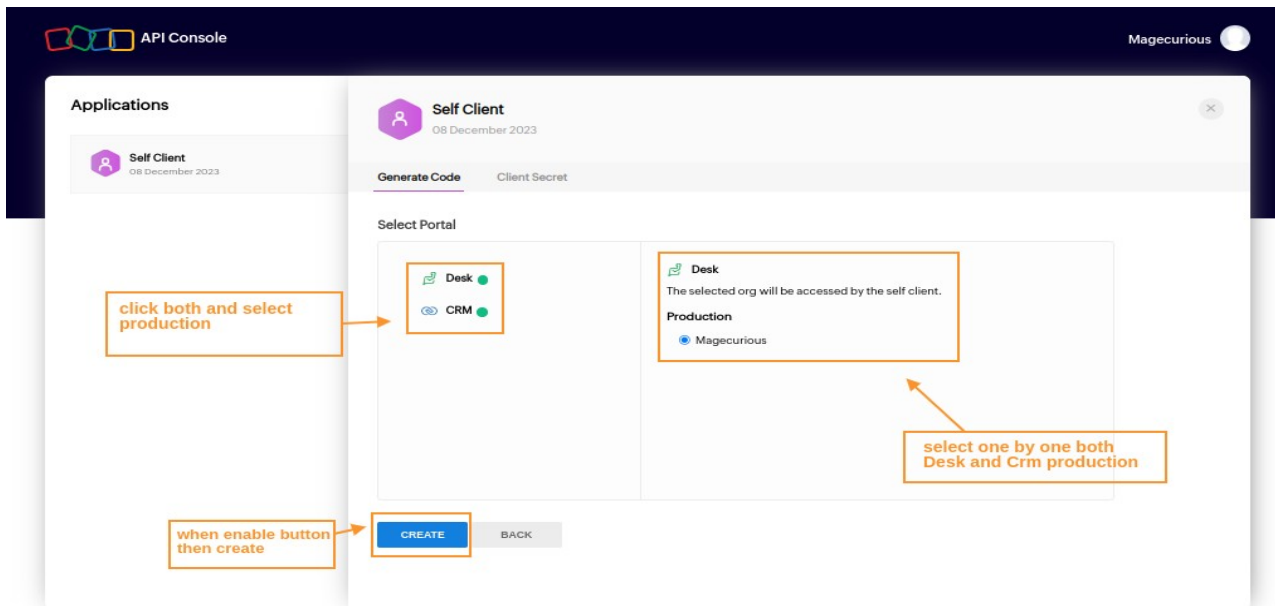 API Console
Magecurious
Applications
Self Client
08 December 2023
Self Client
08 December 2023
Generate Code
Client Secret
Select Portal
Desk
CRM
Desk
The selected org will be accessed by the self client.
Production
Magecurious
click both and select
production
select one by one both
Desk and Crm production
when enable button
then create
CREATE
BACK